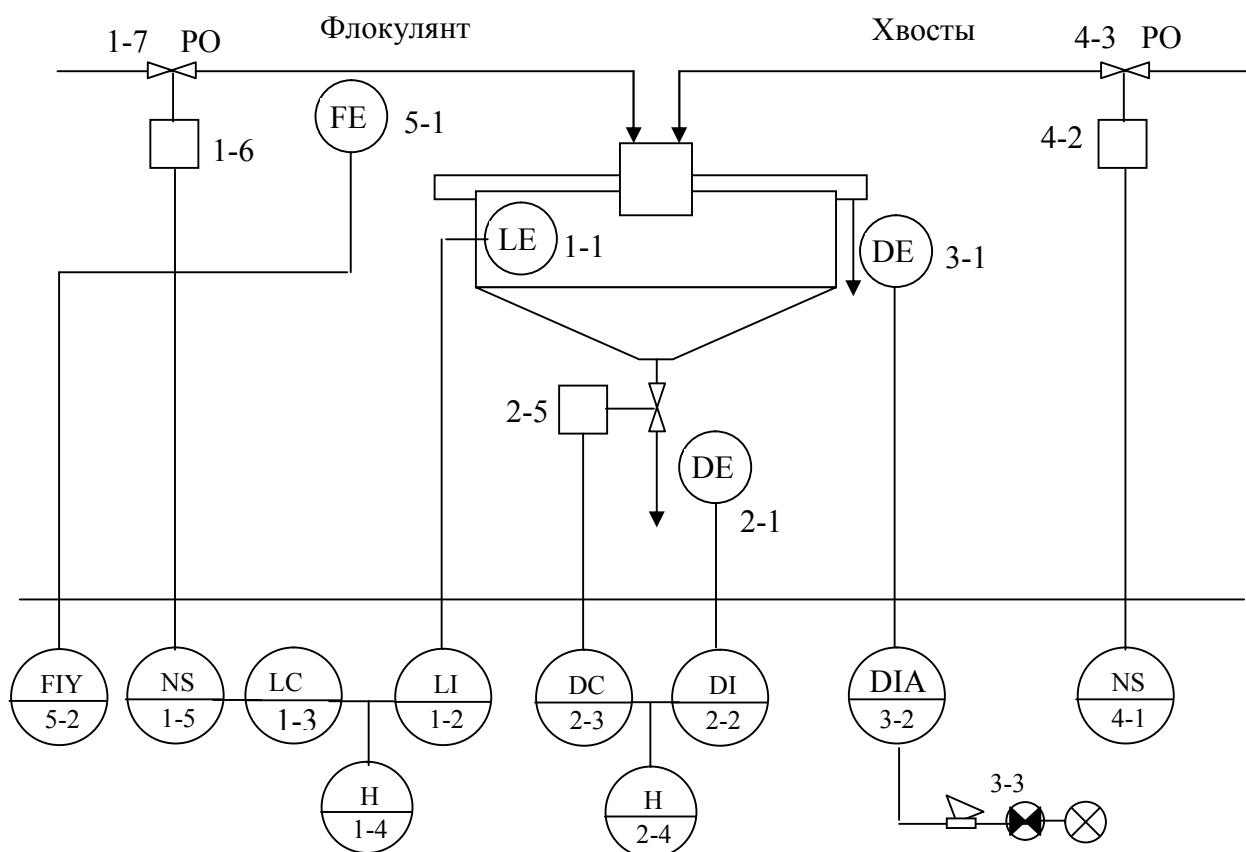 1-7 РО Флокулянт Хвосты 4-3 РО
FE 5-1
1-6 4-2
LE 1-1 DE 3-1
2-5
DE 2-1
FIY NS LC LI DC DI DIA NS
5-2 1-5 1-3 1-2 2-3 2-2 3-2 4-1
3-3
H H
1-4 2-4